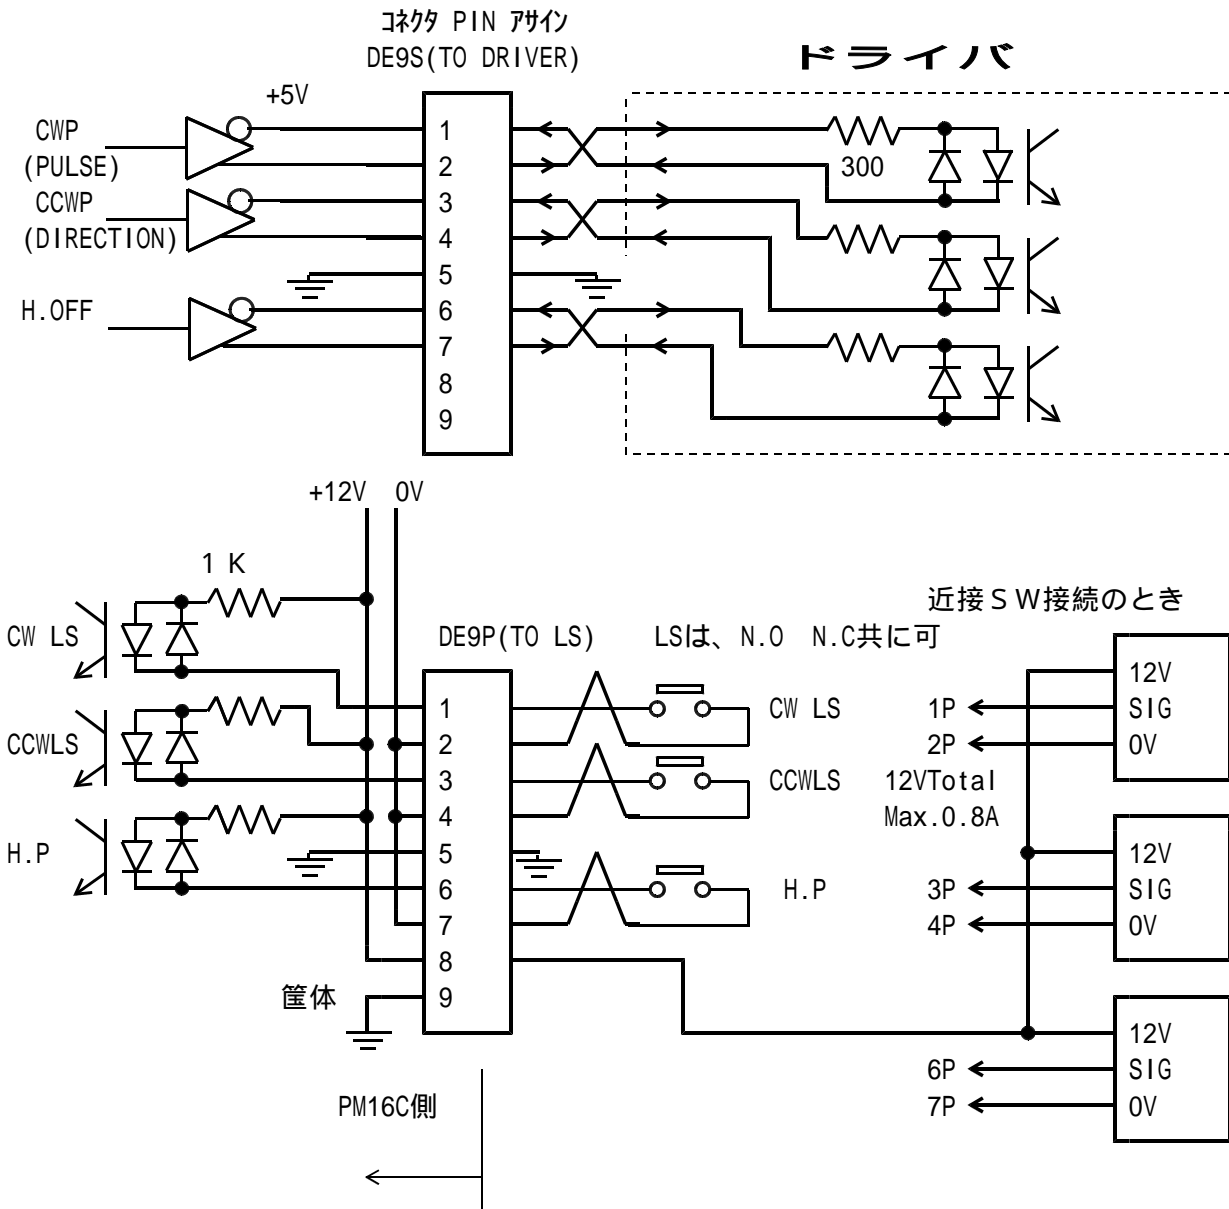 コネクタ PIN アサイン
DE9S(TO DRIVER)
ドライバ
+5V
CWP
(PULSE)
CCWP
(DIRECTION)
H.OFF
1
2
3
4
5
6
7
8
9
300
+12V 0V
1 K
CW LS
CCWLS
H.P
DE9P(TO LS)
LSは、N.O N.C共に可
1
2
3
4
5
6
7
8
9
CW LS
CCWLS
H.P
筐体
PM16C側
近接SW接続のとき
12V
SIG
0V
1P
2P
12VTotal
Max.0.8A
12V
SIG
0V
3P
4P
12V
SIG
0V
6P
7P